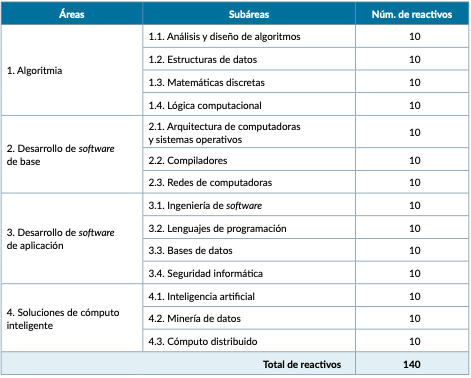 Áreas Subáreas Núm. de reactivos
1. Algoritmia
1.1. Análisis y diseño de algoritmos 10
1.2. Estructuras de datos 10
1.3. Matemáticas discretas 10
1.4. Lógica computacional 10
2. Desarrollo de software
de base
2.1. Arquitectura de computadoras
y sistemas operativos 10
2.2. Compiladores 10
2.3. Redes de computadoras 10
3. Desarrollo de software
de aplicación
3.1. Ingeniería de software 10
3.2. Lenguajes de programación 10
3.3. Bases de datos 10
3.4. Seguridad informática 10
4. Soluciones de cómputo
inteligente
4.1. Inteligencia artificial 10
4.2. Minería de datos 10
4.3. Cómputo distribuido 10
Total de reactivos 140